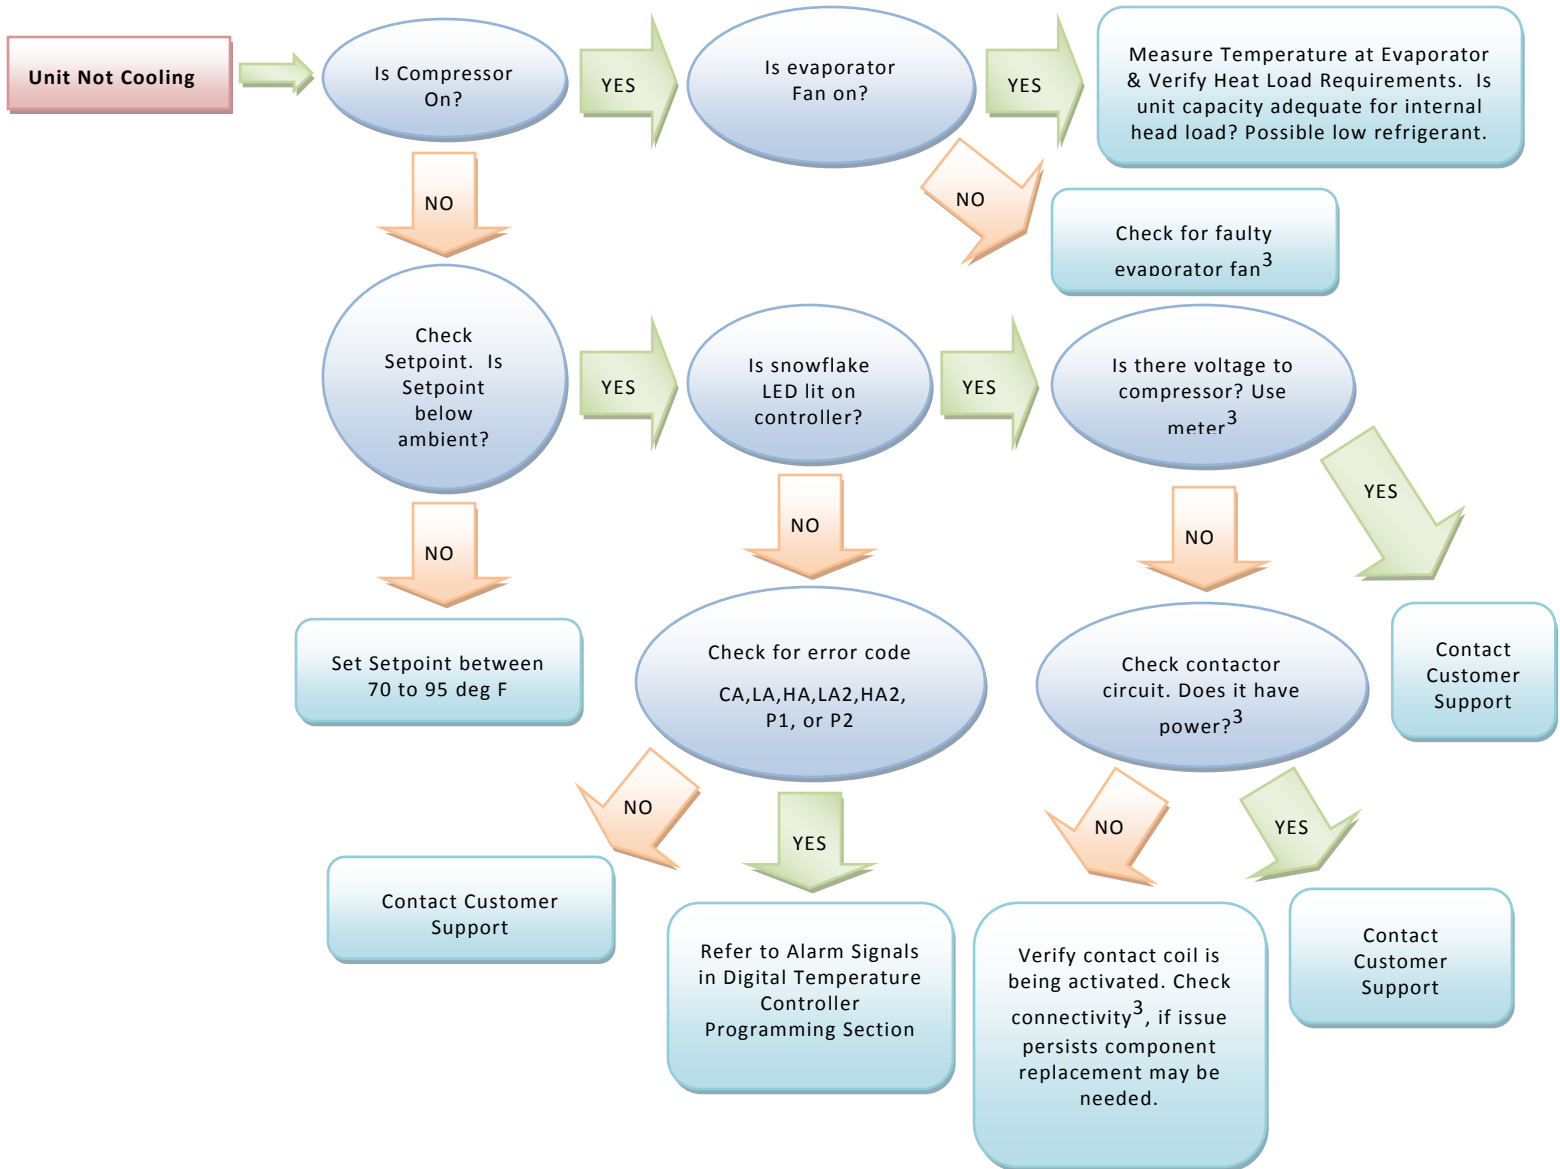 Unit Not Cooling
Is Compressor
On?
YES
Is evaporator
Fan on?
YES
Measure Temperature at Evaporator
& Verify Heat Load Requirements.  Is
unit capacity adequate for internal
head load? Possible low refrigerant.
NO
NO
Check for faulty
evaporator fan3
Check
Setpoint.  Is
Setpoint
below
ambient?
YES
Is snowflake
LED lit on
controller?
YES
Is there voltage to
compressor? Use
meter3
YES
NO
NO
NO
Set Setpoint between
70 to 95 deg F
Check for error code
CA,LA,HA,LA2,HA2,
P1, or P2
Check contactor
circuit. Does it have
power?3
Contact
Customer
Support
NO
YES
NO
YES
Contact Customer
Support
Refer to Alarm Signals
in Digital Temperature
Controller
Programming Section
Verify contact coil is
being activated. Check
connectivity3, if issue
persists component
replacement may be
needed.
Contact
Customer
Support